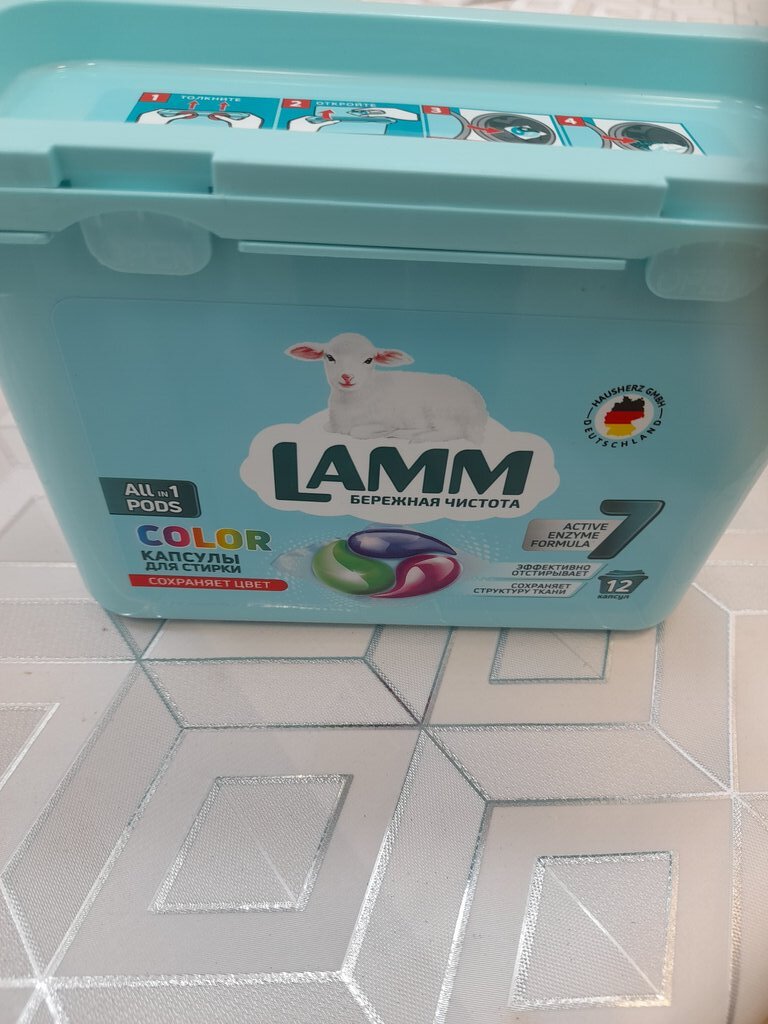 1 ТОЛКНИТЕ
2 ОТКРОЙТЕ
3
4
HAUSHERZ GMBH
DEUTSCHLAND
LAMM
БЕРЕЖНАЯ ЧИСТОТА
All IN 1
PODS
COLOR
КАПСУЛЫ
ДЛЯ СТИРКИ
СОХРАНЯЕТ ЦВЕТ
7
ACTIVE
ENZYME
FORMULA
ЭФФЕКТИВНО
ОТСТИРЫВАЕТ
СОХРАНЯЕТ
СТРУКТУРУ ТКАНИ
12
капсул